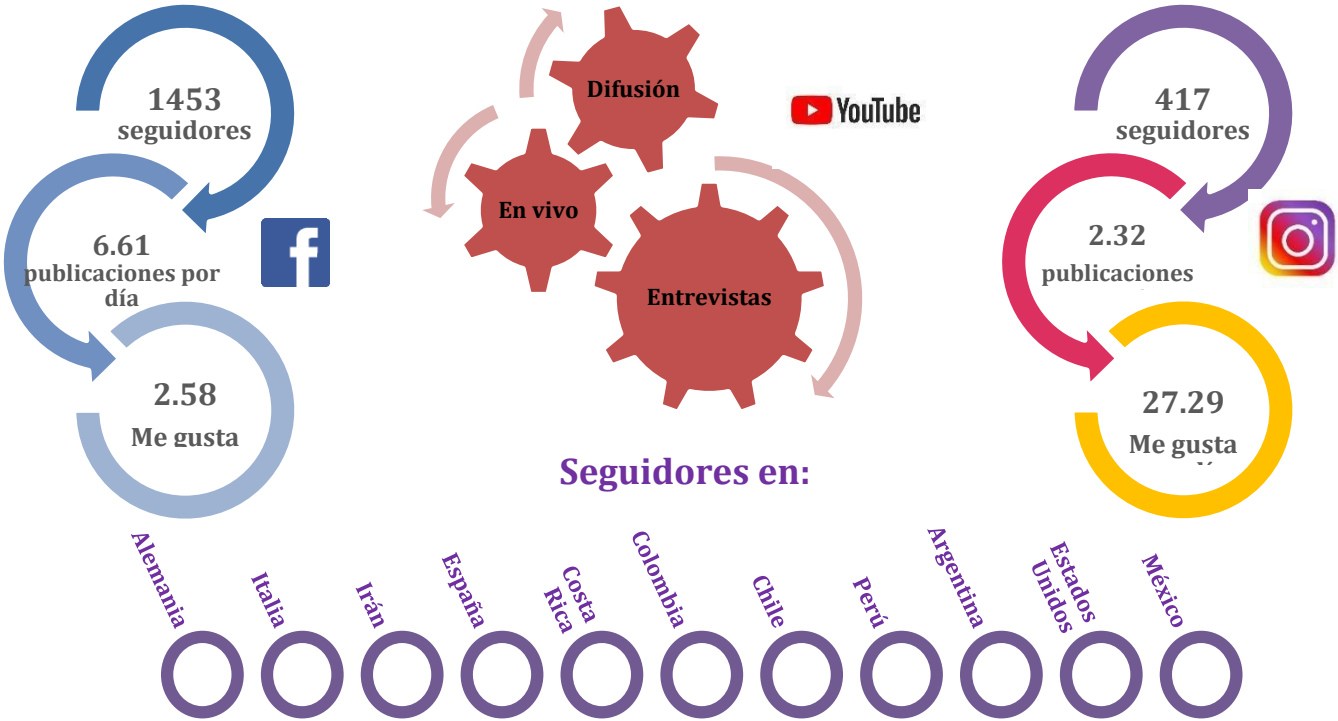 1453
seguidores
6.61
publicaciones por
día
2.58
Me gusta
Difusión
En vivo
Entrevistas
YouTube
417
seguidores
2.32
publicaciones
27.29
Me gusta
Seguidores en:
Alemania
Italia
Irán
España
Costa
Rica
Colombia
Chile
Perú
Argentina
Estados
Unidos
México